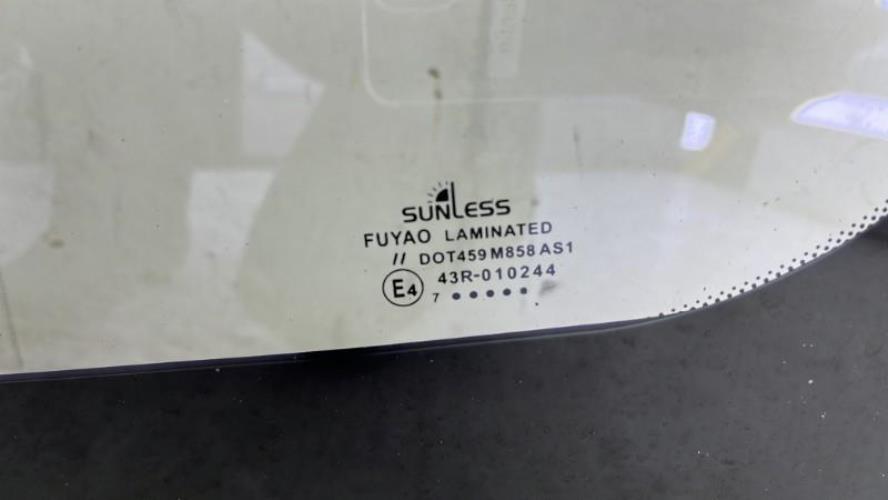 SUNLESS
FUYAO LAMINATED
// DOT459 M858 AS1
E4 43R-010244
7 • • • • •